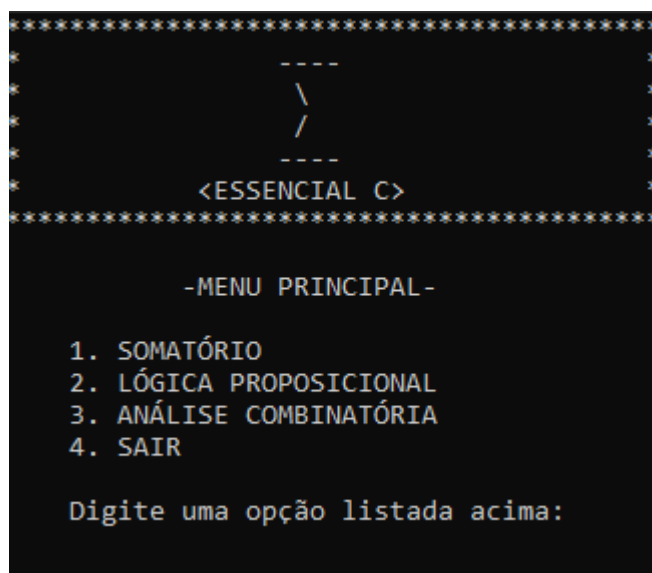 *****************************************
* ---- *
* \ *
* / *
* ---- *
* <ESSENCIAL C> *
*****************************************
-MENU PRINCIPAL-
1. SOMATÓRIO
2. LÓGICA PROPOSICIONAL
3. ANÁLISE COMBINATÓRIA
4. SAIR
Digite uma opção listada acima: